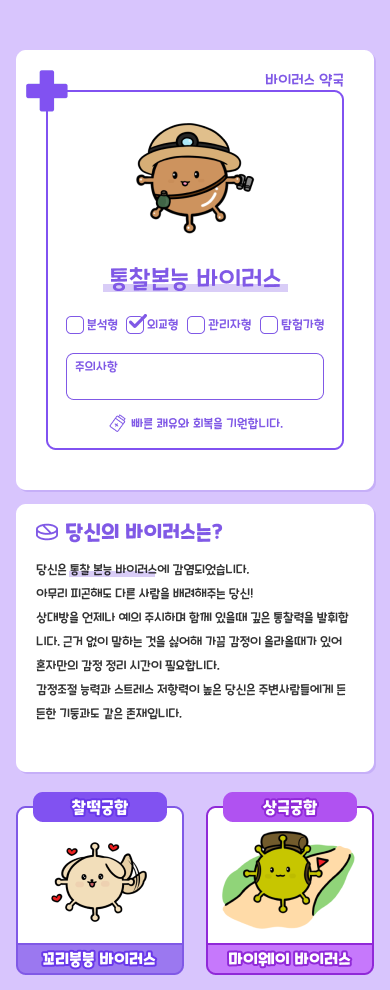 바이러스 약국
통찰본능 바이러스
분석형 외교형 관리자형 탐험가형
주의사항
빠른 쾌유와 회복을 기원합니다.
당신의 바이러스는?
당신은 통찰 본능 바이러스에 감염되었습니다.
아무리 피곤해도 다른 사람을 배려해주는 당신!
상대방을 언제나 예의 주시하며 함께 있을때 깊은 통찰력을 발휘합
니다. 근거 없이 말하는 것을 싫어해 가끔 감정이 올라올때가 있어
혼자만의 감정 정리 시간이 필요합니다.
감정조절 능력과 스트레스 저항력이 높은 당신은 주변사람들에게 든
든한 기둥과도 같은 존재입니다.
찰떡궁합 상극궁합
꼬리붕붕 바이러스 마이웨이 바이러스